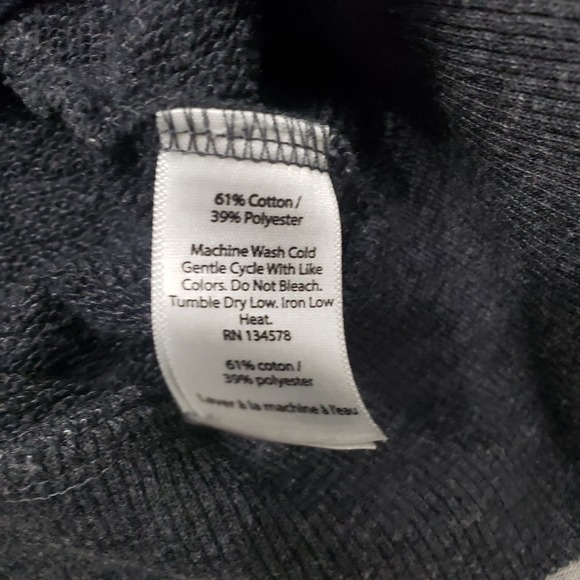 61% Cotton /
39% Polyester
Machine Wash Cold
Gentle Cycle With Like
Colors. Do Not Bleach.
Tumble Dry Low. Iron Low
Heat.
RN 134578
61% coton /
39% polyester
Laver à la machine à l'eau